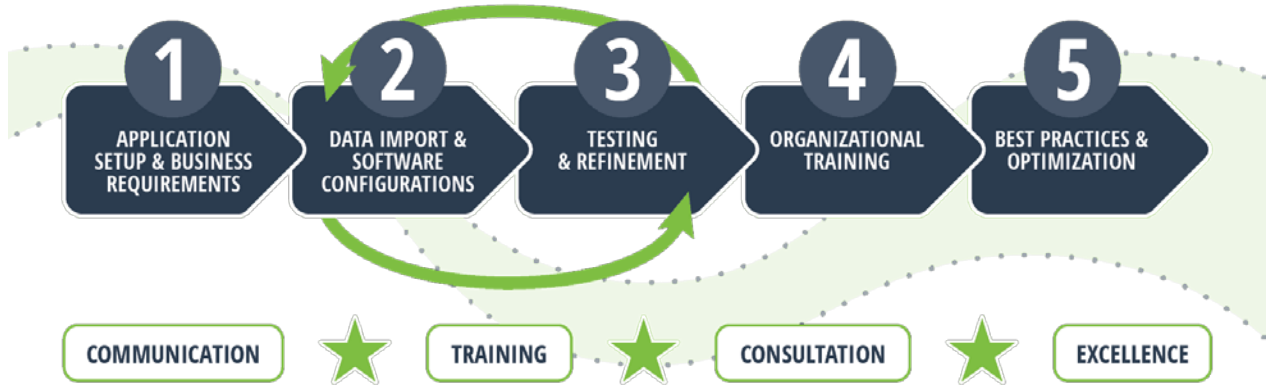 1
APPLICATION
SETUP & BUSINESS
REQUIREMENTS
2
DATA IMPORT &
SOFTWARE
CONFIGURATIONS
3
TESTING
& REFINEMENT
4
ORGANIZATIONAL
TRAINING
5
BEST PRACTICES &
OPTIMIZATION
COMMUNICATION
TRAINING
CONSULTATION
EXCELLENCE